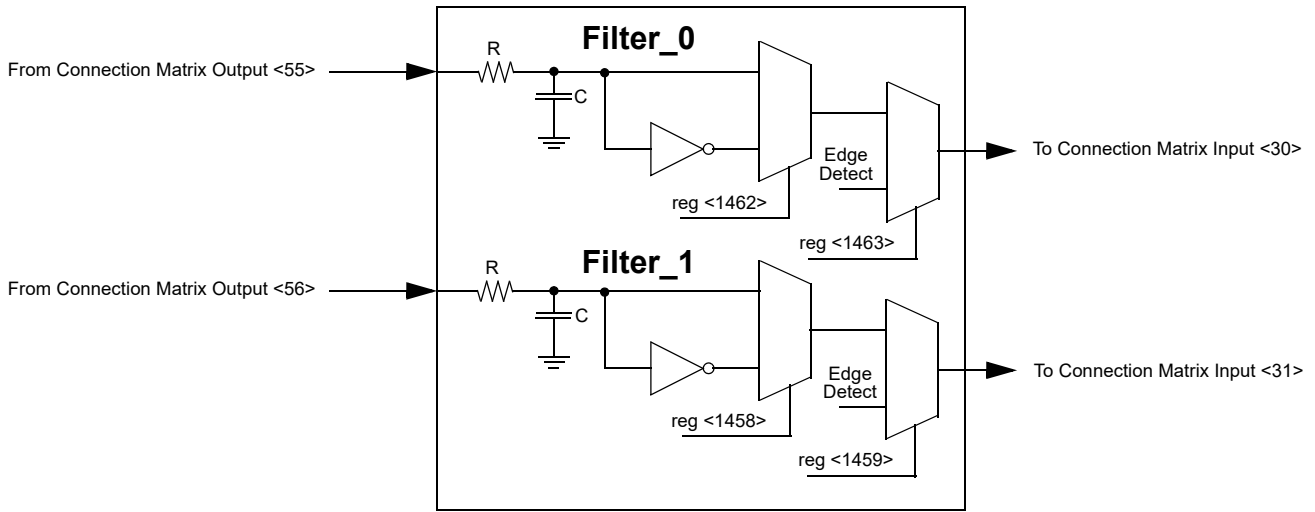 Filter_0
R
From Connection Matrix Output <55>
C
Edge
Detect
To Connection Matrix Input <30>
reg <1462>
reg <1463>
Filter_1
R
From Connection Matrix Output <56>
C
Edge
Detect
To Connection Matrix Input <31>
reg <1458>
reg <1459>